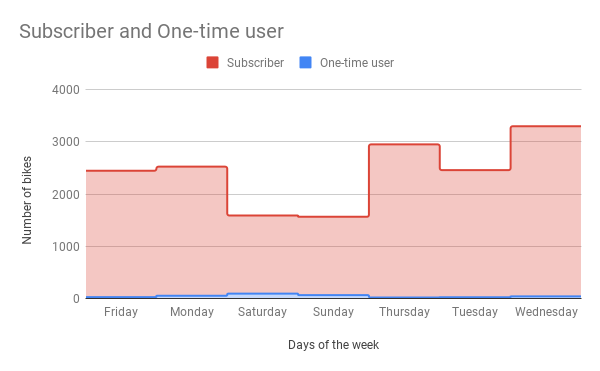 Subscriber and One-time user
Subscriber One-time user
4000
3000
2000
1000
0
Number of bikes
Friday Monday Saturday Sunday Thursday Tuesday Wednesday
Days of the week